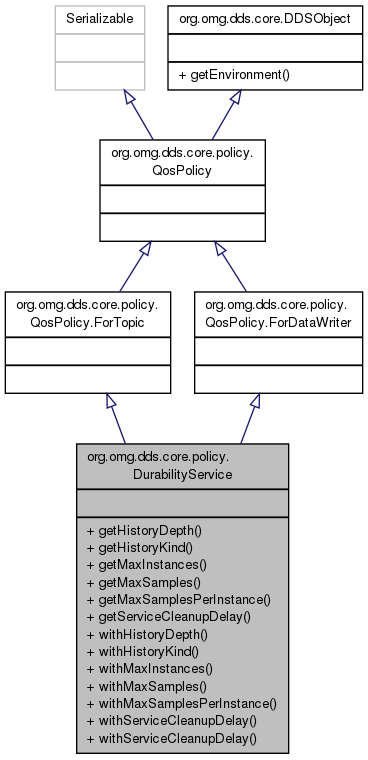 Serializable
org.omg.dds.core.DDSObject
+ getEnvironment()
org.omg.dds.core.policy.
QosPolicy
org.omg.dds.core.policy.
QosPolicy.ForTopic
org.omg.dds.core.policy.
QosPolicy.ForDataWriter
org.omg.dds.core.policy.
DurabilityService
+ getHistoryDepth()
+ getHistoryKind()
+ getMaxInstances()
+ getMaxSamples()
+ getMaxSamplesPerInstance()
+ getServiceCleanupDelay()
+ withHistoryDepth()
+ withHistoryKind()
+ withMaxInstances()
+ withMaxSamples()
+ withMaxSamplesPerInstance()
+ withServiceCleanupDelay()
+ withServiceCleanupDelay()